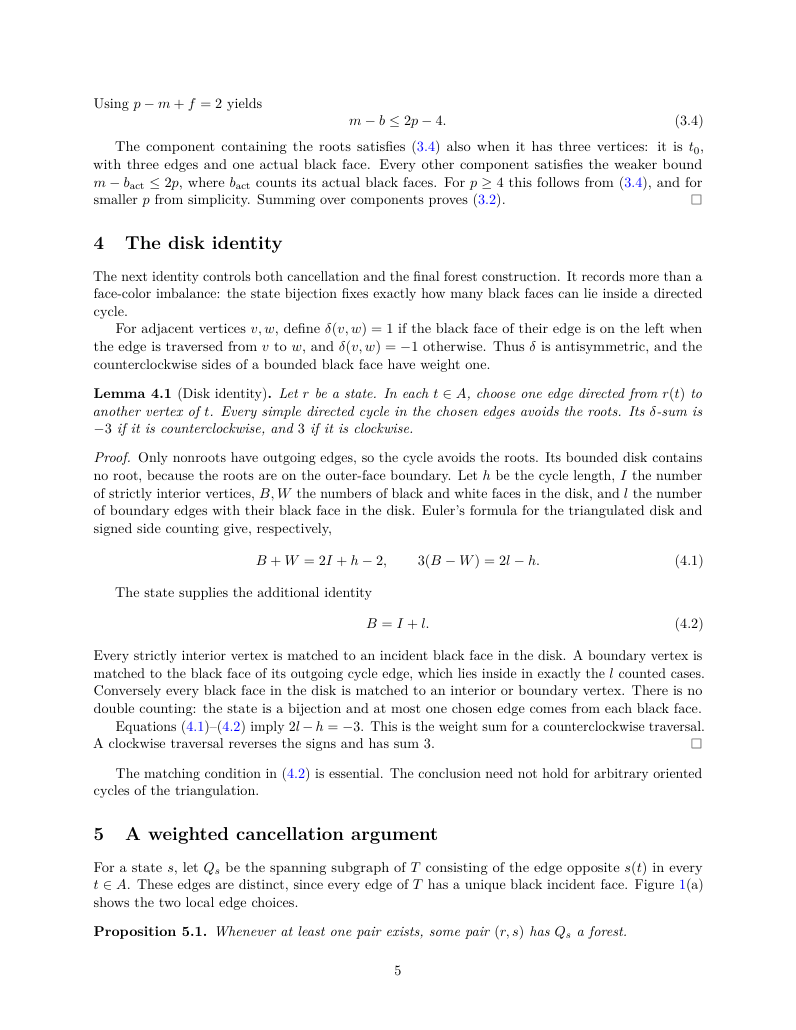 Using p − m + f = 2 yields
m − b ≤ 2p − 4. (3.4)
The component containing the roots satisfies (3.4) also when it has three vertices: it is t₀,
with three edges and one actual black face. Every other component satisfies the weaker bound
m − b_act ≤ 2p, where b_act counts its actual black faces. For p ≥ 4 this follows from (3.4), and for
smaller p from simplicity. Summing over components proves (3.2). □
4 The disk identity
The next identity controls both cancellation and the final forest construction. It records more than a
face-color imbalance: the state bijection fixes exactly how many black faces can lie inside a directed
cycle.
For adjacent vertices v, w, define δ(v, w) = 1 if the black face of their edge is on the left when
the edge is traversed from v to w, and δ(v, w) = −1 otherwise. Thus δ is antisymmetric, and the
counterclockwise sides of a bounded black face have weight one.
Lemma 4.1 (Disk identity). Let r be a state. In each t ∈ A, choose one edge directed from r(t) to
another vertex of t. Every simple directed cycle in the chosen edges avoids the roots. Its δ-sum is
−3 if it is counterclockwise, and 3 if it is clockwise.
Proof. Only nonroots have outgoing edges, so the cycle avoids the roots. Its bounded disk contains
no root, because the roots are on the outer-face boundary. Let h be the cycle length, I the number
of strictly interior vertices, B, W the numbers of black and white faces in the disk, and l the number
of boundary edges with their black face in the disk. Euler's formula for the triangulated disk and
signed side counting give, respectively,
B + W = 2I + h − 2, 3(B − W) = 2l − h. (4.1)
The state supplies the additional identity
B = I + l. (4.2)
Every strictly interior vertex is matched to an incident black face in the disk. A boundary vertex is
matched to the black face of its outgoing cycle edge, which lies inside in exactly the l counted cases.
Conversely every black face in the disk is matched to an interior or boundary vertex. There is no
double counting: the state is a bijection and at most one chosen edge comes from each black face.
Equations (4.1)–(4.2) imply 2l − h = −3. This is the weight sum for a counterclockwise traversal.
A clockwise traversal reverses the signs and has sum 3. □
The matching condition in (4.2) is essential. The conclusion need not hold for arbitrary oriented
cycles of the triangulation.
5 A weighted cancellation argument
For a state s, let Q_s be the spanning subgraph of T consisting of the edge opposite s(t) in every
t ∈ A. These edges are distinct, since every edge of T has a unique black incident face. Figure 1(a)
shows the two local edge choices.
Proposition 5.1. Whenever at least one pair exists, some pair (r, s) has Q_s a forest.
5